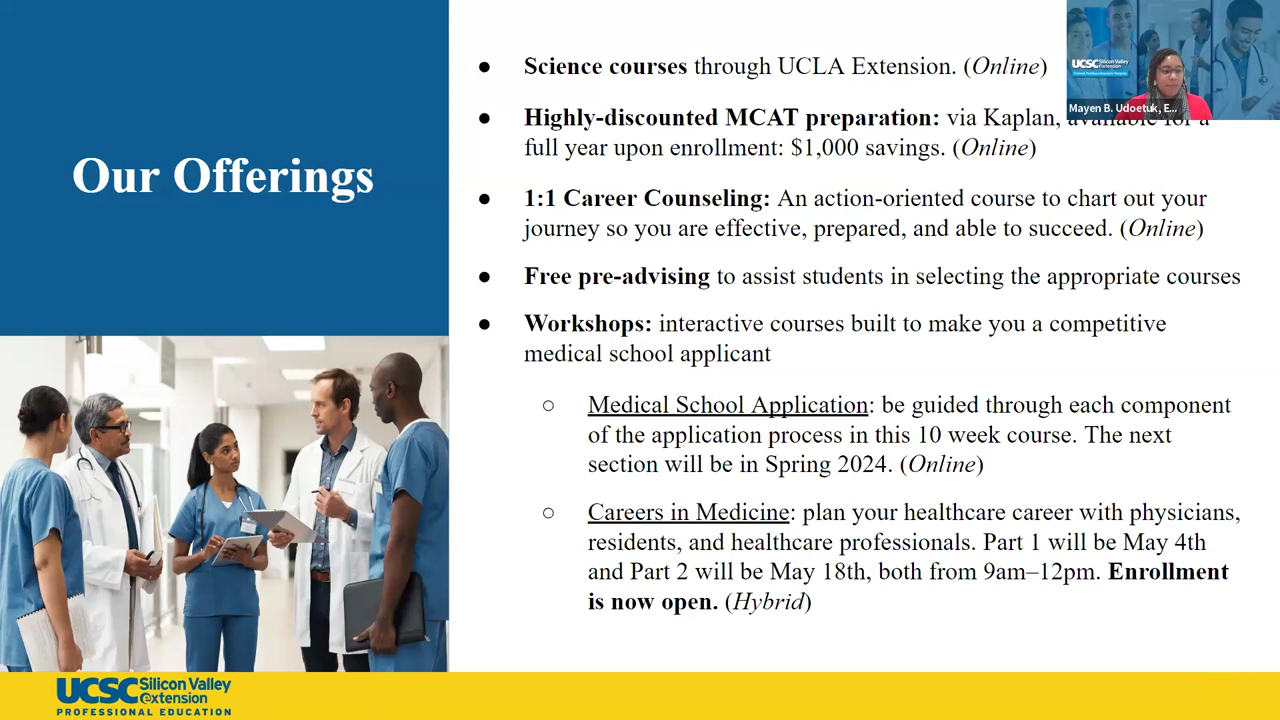 Our Offerings
● Science courses through UCLA Extension. (Online)
● Highly-discounted MCAT preparation: via Kaplan, available for a
full year upon enrollment: $1,000 savings. (Online)
● 1:1 Career Counseling: An action-oriented course to chart out your
journey so you are effective, prepared, and able to succeed. (Online)
● Free pre-advising to assist students in selecting the appropriate courses
● Workshops: interactive courses built to make you a competitive
medical school applicant
○ Medical School Application: be guided through each component
of the application process in this 10 week course. The next
section will be in Spring 2024. (Online)
○ Careers in Medicine: plan your healthcare career with physicians,
residents, and healthcare professionals. Part 1 will be May 4th
and Part 2 will be May 18th, both from 9am–12pm. Enrollment
is now open. (Hybrid)
UCSC Silicon Valley
extension
Mayen B. Udoetuk, E...
UCSC Silicon Valley
extension
PROFESSIONAL EDUCATION